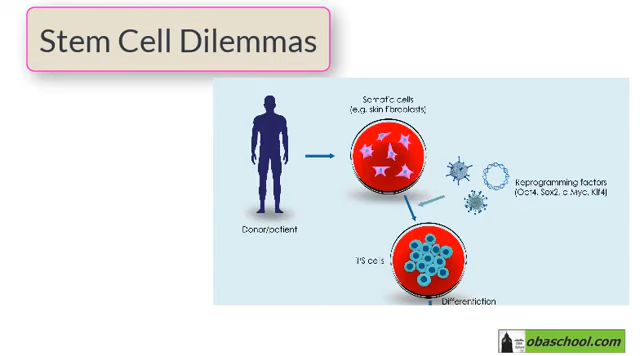 Stem Cell Dilemmas
Somatic cells
(e.g. skin fibroblasts)
Reprogramming factors
(Oct4, Sox2, c Myc, Klf4)
Donor/patient
iPS cells
Differentiction
obaschool.com